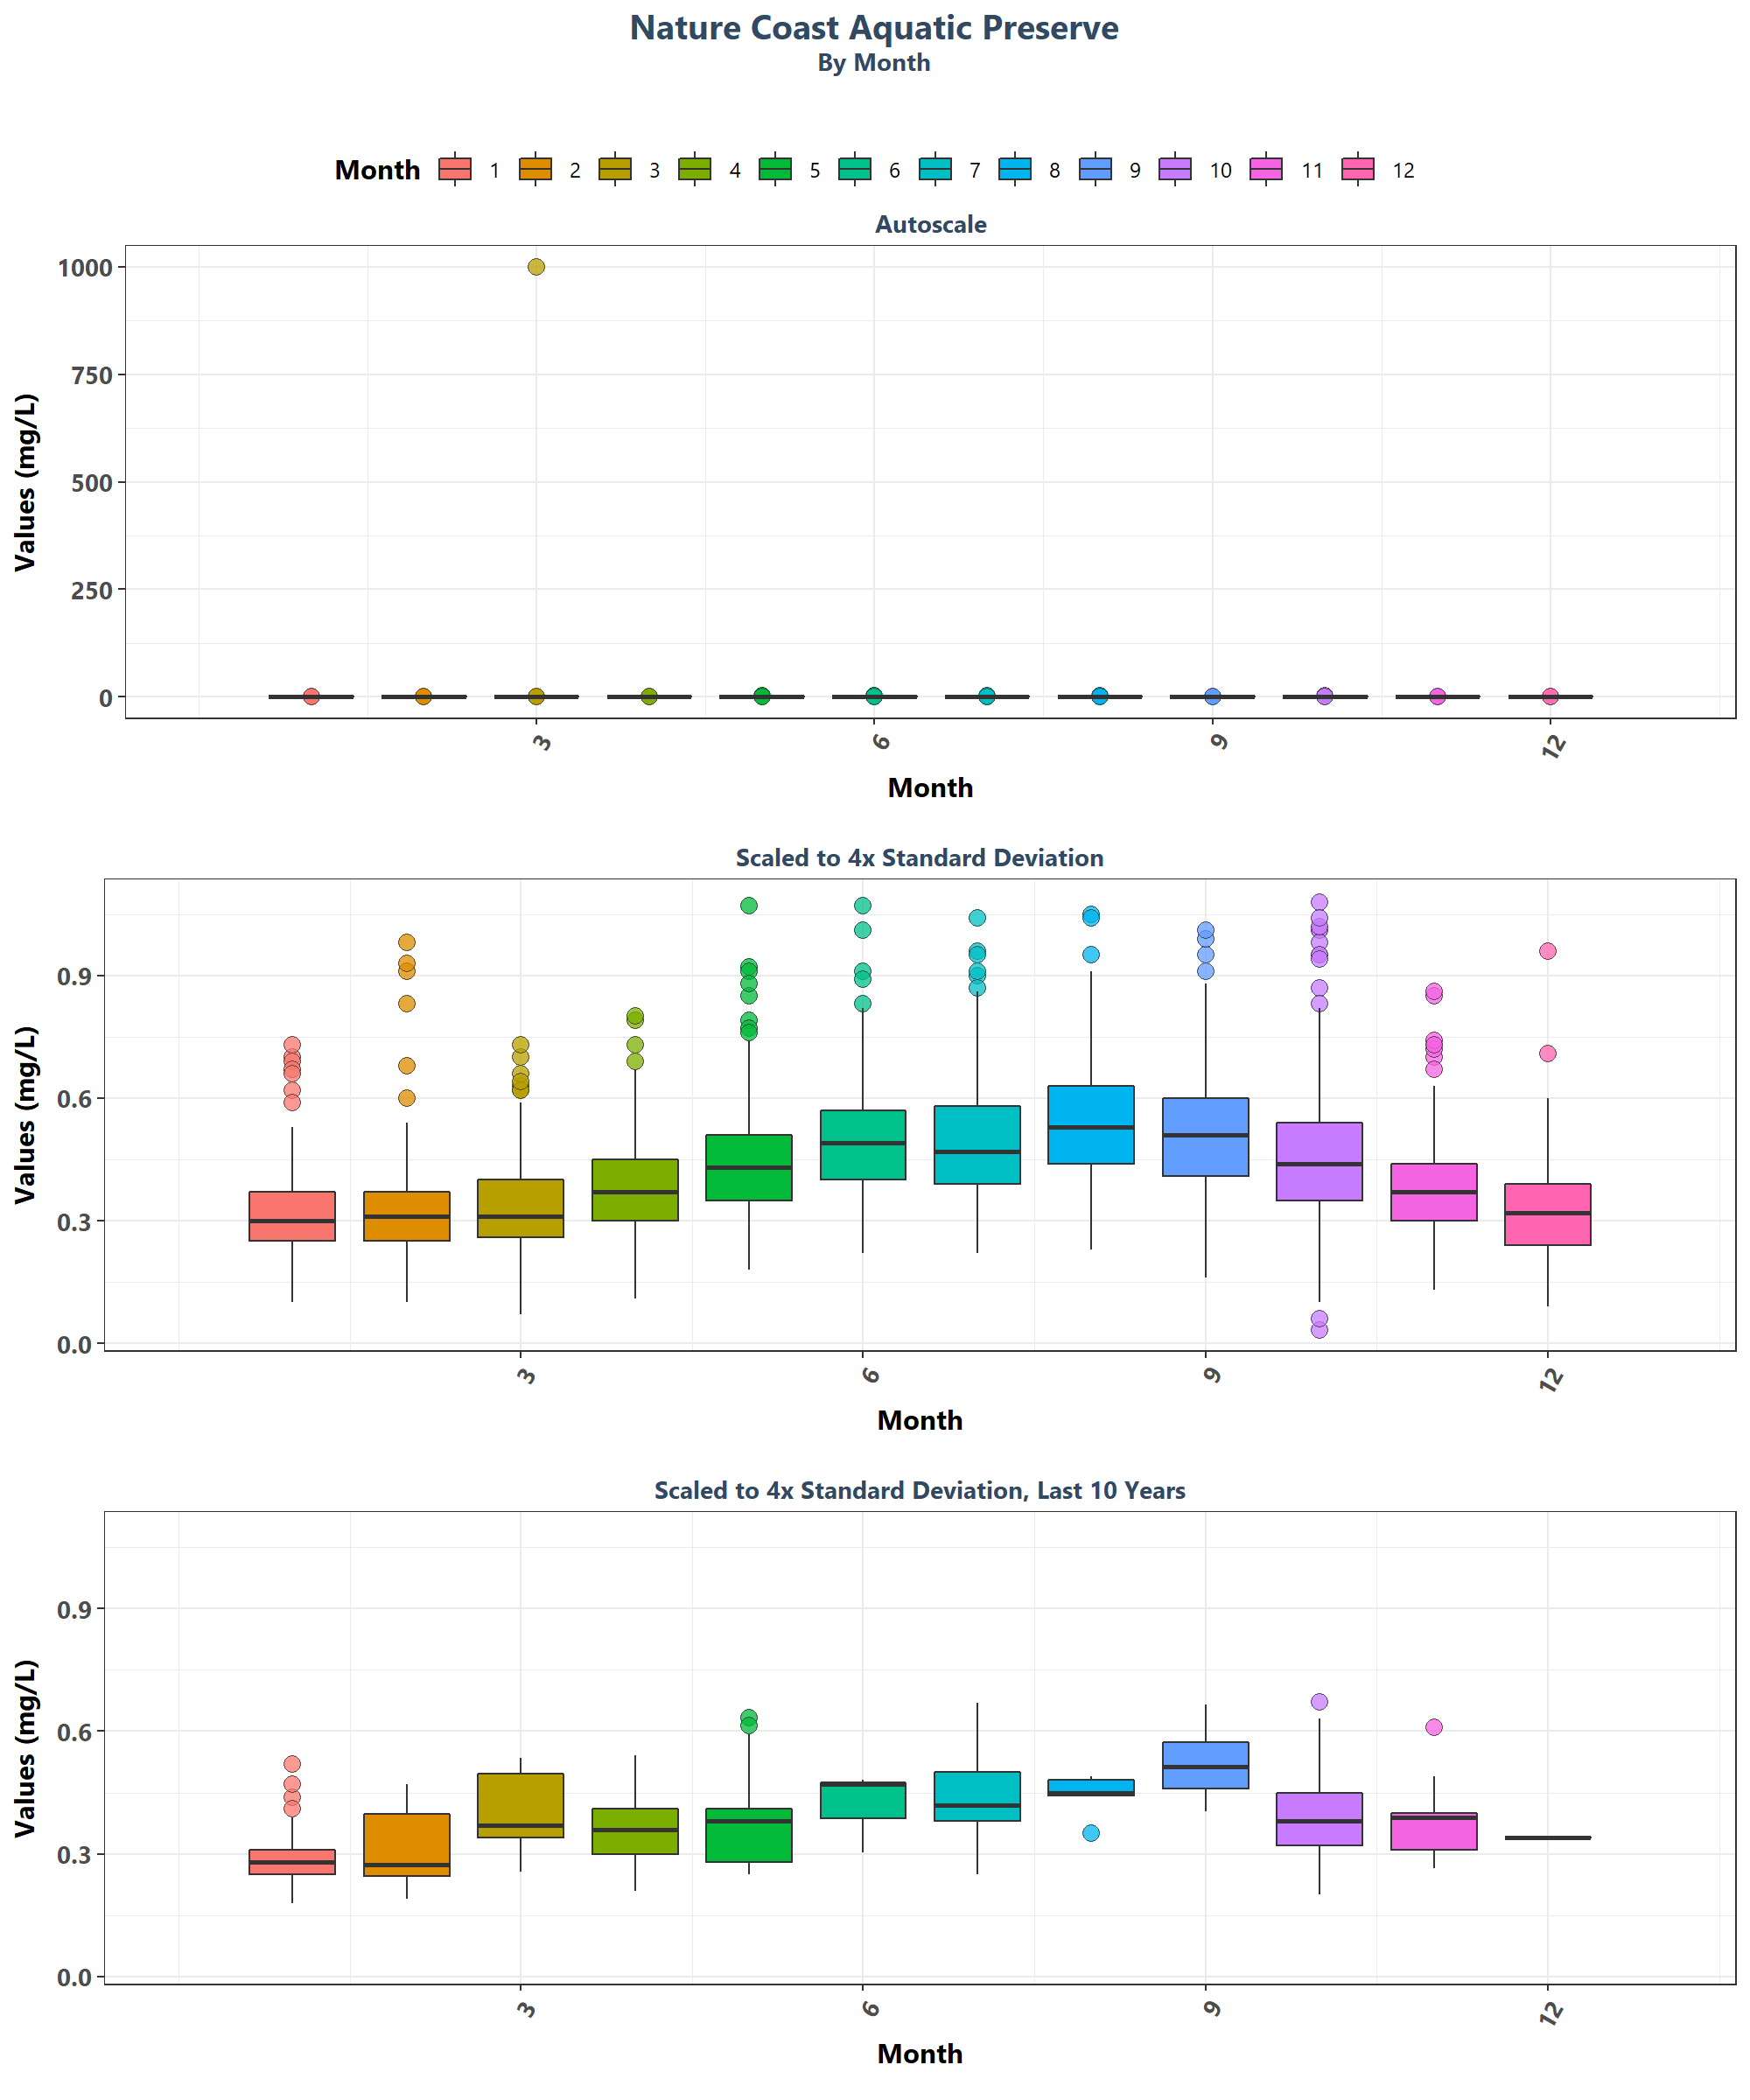 Nature Coast Aquatic Preserve
By Month
Month 1 2 3 4 5 6 7 8 9 10 11 12
Autoscale
Values (mg/L)
1000
750
500
250
0
3 6 9 12
Month
Scaled to 4x Standard Deviation
Values (mg/L)
0.9
0.6
0.3
0.0
3 6 9 12
Month
Scaled to 4x Standard Deviation, Last 10 Years
Values (mg/L)
0.9
0.6
0.3
0.0
3 6 9 12
Month